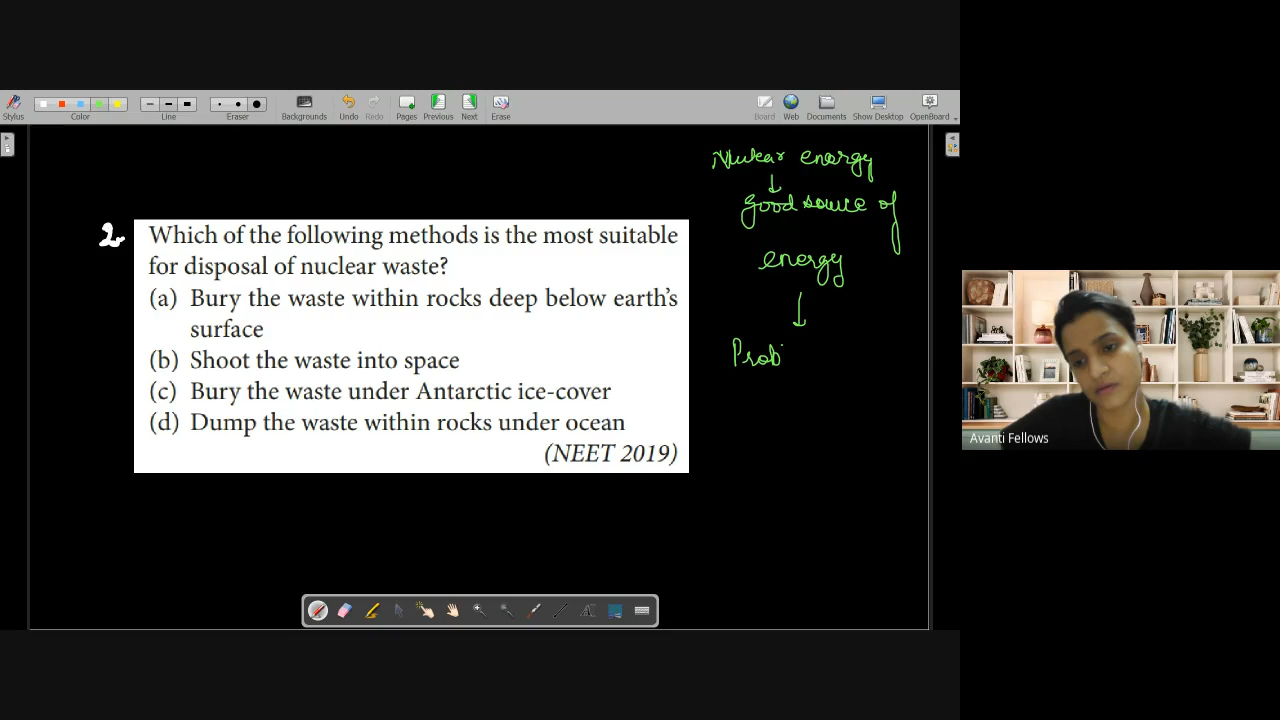 Stylus
Color
Line
Eraser
Backgrounds
Undo
Redo
Pages
Previous
Next
Erase
Board
Web
Documents
Show Desktop
OpenBoard
Nulear energy
good souce of
energy
Prob
2.
Which of the following methods is the most suitable
for disposal of nuclear waste?
(a) Bury the waste within rocks deep below earth's
surface
(b) Shoot the waste into space
(c) Bury the waste under Antarctic ice-cover
(d) Dump the waste within rocks under ocean
(NEET 2019)
Avanti Fellows